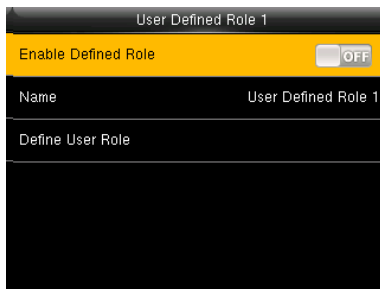 User Defined Role 1
Enable Defined Role OFF
Name User Defined Role 1
Define User Role